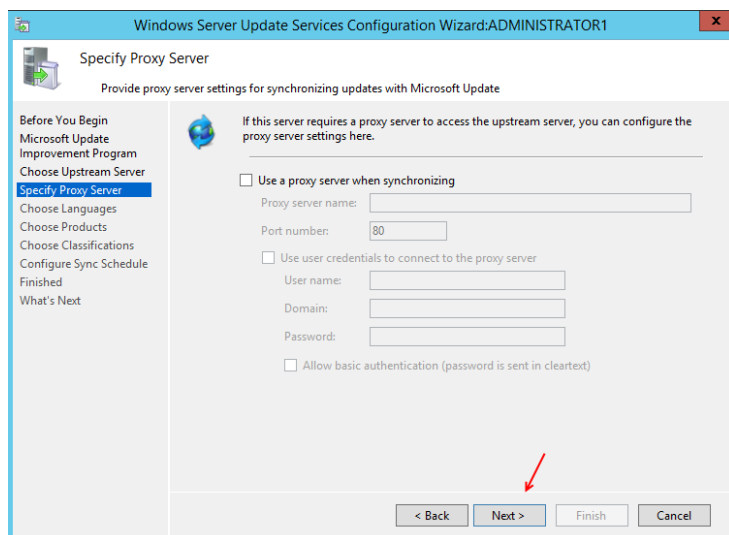 Windows Server Update Services Configuration Wizard:ADMINISTRATOR1
x
Specify Proxy Server
Provide proxy server settings for synchronizing updates with Microsoft Update
Before You Begin
Microsoft Update
Improvement Program
Choose Upstream Server
Specify Proxy Server
Choose Languages
Choose Products
Choose Classifications
Configure Sync Schedule
Finished
What's Next
If this server requires a proxy server to access the upstream server, you can configure the
proxy server settings here.
Use a proxy server when synchronizing
Proxy server name:
Port number: 80
Use user credentials to connect to the proxy server
User name:
Domain:
Password:
Allow basic authentication (password is sent in cleartext)
< Back Next > Finish Cancel